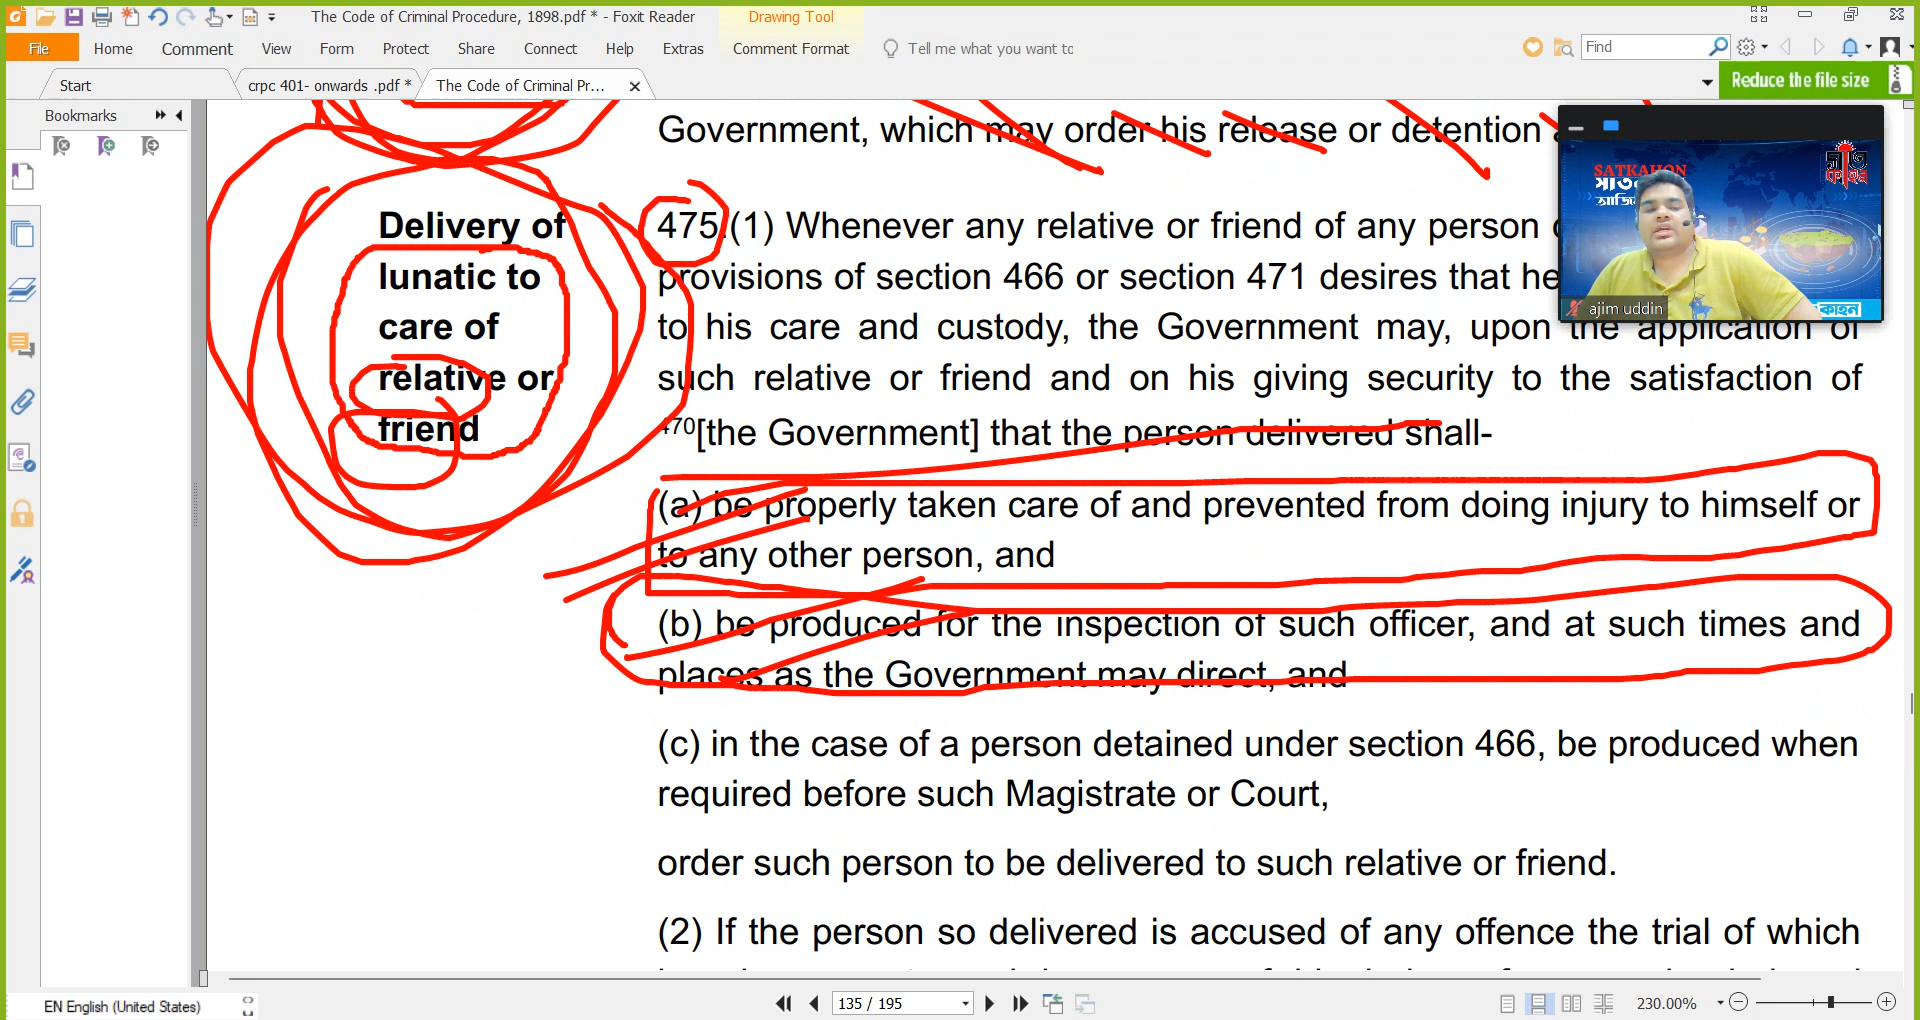 The Code of Criminal Procedure, 1898.pdf * - Foxit Reader
Drawing Tool
File Home Comment View Form Protect Share Connect Help Extras Comment Format Tell me what you want to Find
Start crpc 401- onwards .pdf * The Code of Criminal Pr... Reduce the file size
Bookmarks
Government, which may order his release or detention
SATKAHON
ajim uddin
Delivery of
lunatic to
care of
relative or
friend
475.(1) Whenever any relative or friend of any person
provisions of section 466 or section 471 desires that he
to his care and custody, the Government may, upon the application of
such relative or friend and on his giving security to the satisfaction of
470[the Government] that the person delivered shall-
(a) be properly taken care of and prevented from doing injury to himself or
to any other person, and
(b) be produced for the inspection of such officer, and at such times and
places as the Government may direct, and
(c) in the case of a person detained under section 466, be produced when
required before such Magistrate or Court,
order such person to be delivered to such relative or friend.
(2) If the person so delivered is accused of any offence the trial of which
EN English (United States)
135 / 195
230.00%